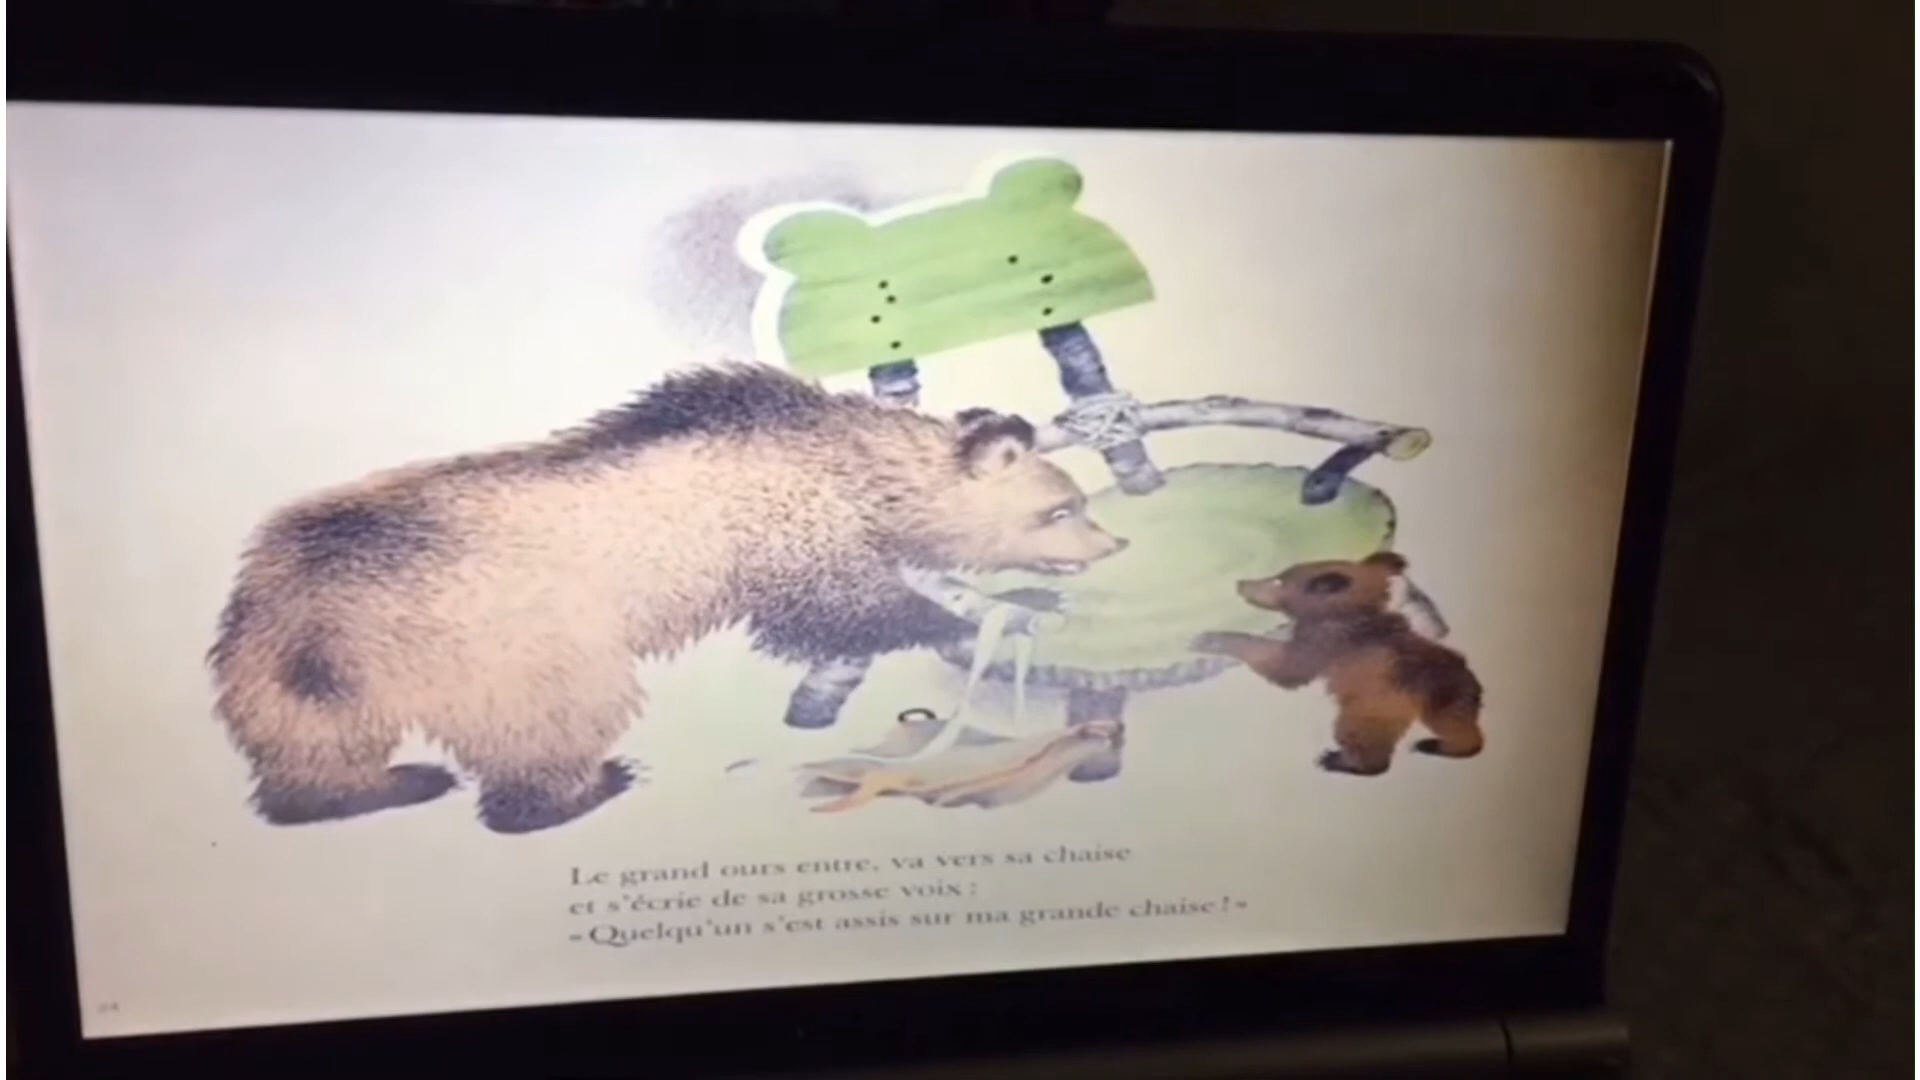 Le grand ours entre, va vers sa chaise
et s'écrie de sa grosse voix :
«Quelqu'un s'est assis sur ma grande chaise!»